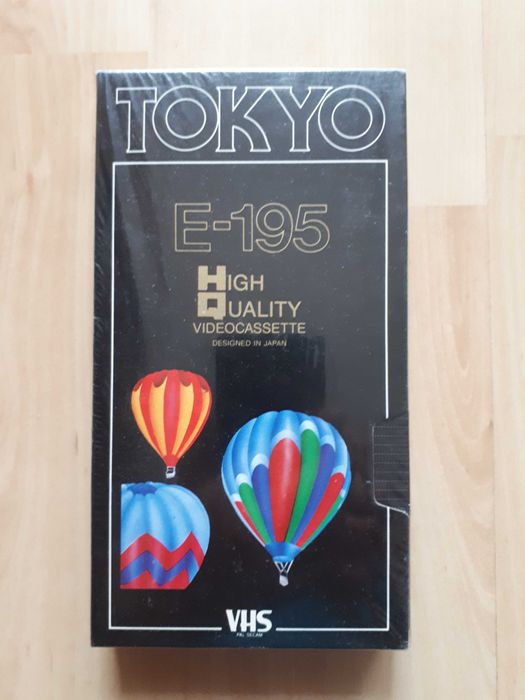 TOKYO
E-195
HIGH
QUALITY
VIDEOCASSETTE
DESIGNED IN JAPAN
VHS
PAL SECAM